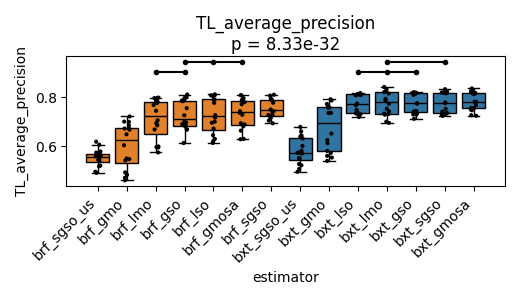 TL_average_precision
p = 8.33e-32
TL_average_precision
0.8
0.6
brf_sgso_us
brf_gmo
brf_lmo
brf_gso
brf_lso
brf_gmosa
brf_sgso
bxt_sgso_us
bxt_gmo
bxt_lso
bxt_lmo
bxt_gso
bxt_sgso
bxt_gmosa
estimator